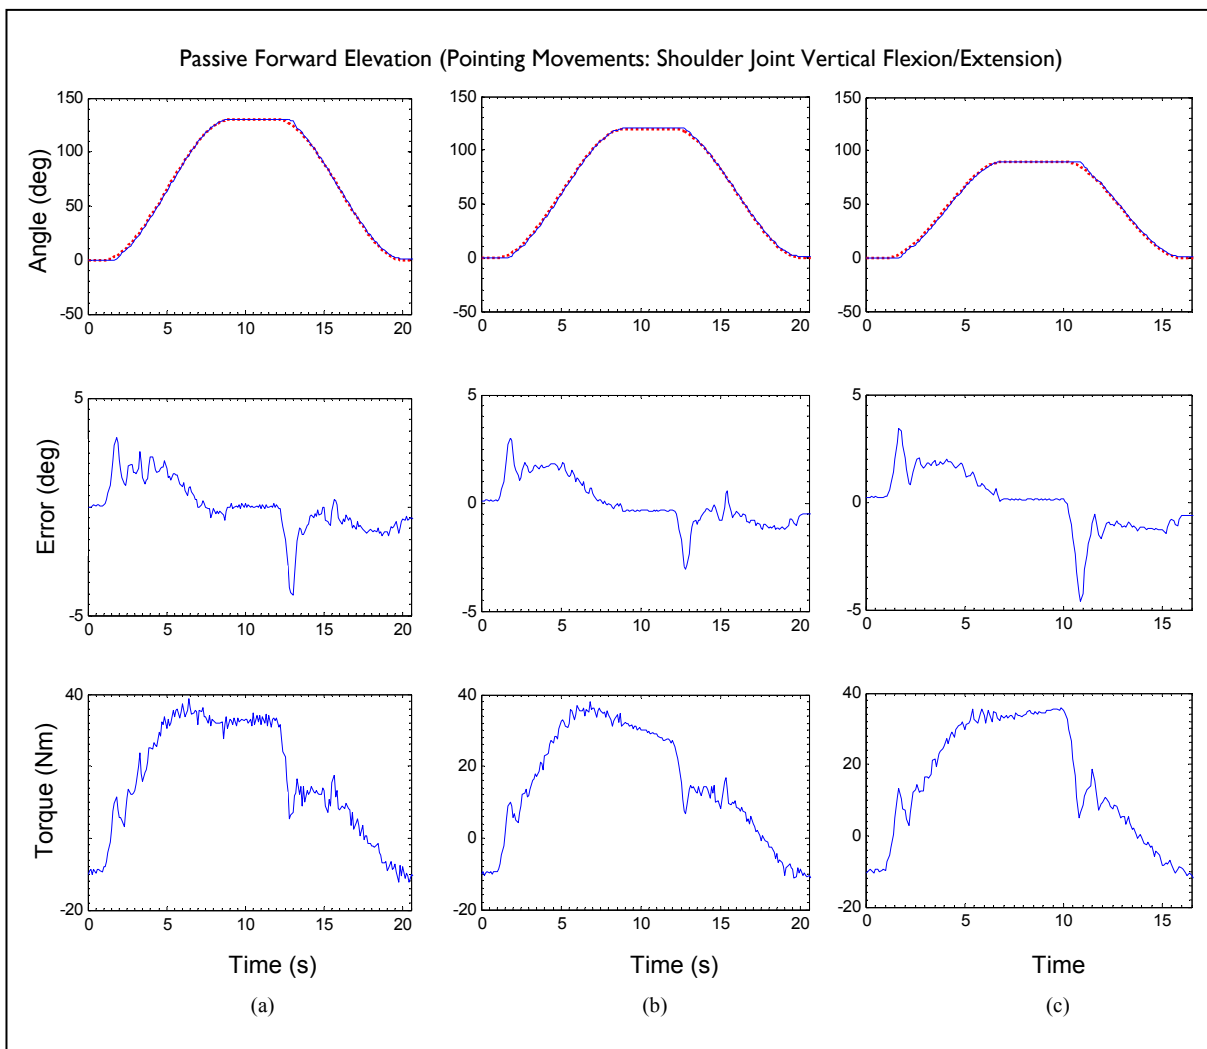 Passive Forward Elevation (Pointing Movements: Shoulder Joint Vertical Flexion/Extension)
Angle (deg)
150
100
50
0
-50
0 5 10 15 20
150
100
50
0
-50
0 5 10 15 20
150
100
50
0
-50
0 5 10 15
Error (deg)
5
-5
0 5 10 15 20
5
0
-5
0 5 10 15 20
5
0
-5
0 5 10 15
Torque (Nm)
40
-20
0 5 10 15 20
40
20
0
-20
0 5 10 15 20
40
20
0
-20
0 5 10 15
Time (s) Time (s) Time
(a) (b) (c)